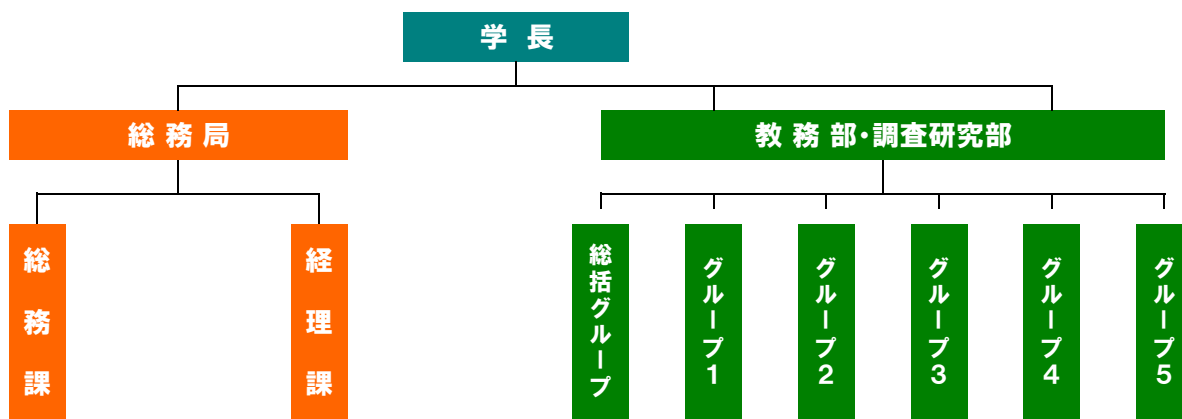 学 長
総 務 局
教 務 部・調査研究部
総務課
経理課
総括グループ
グループ1
グループ2
グループ3
グループ4
グループ5